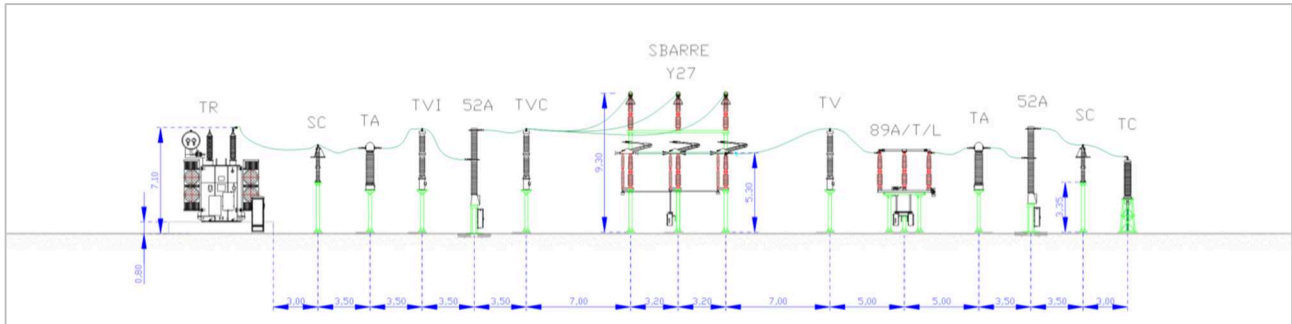 SBARRE
Y27
TR
SC
TA
TVI
52A
TVC
TV
89A/T/L
TA
52A
SC
TC
7,10
9,30
5,30
3,35
0,80
3,00
3,50
3,50
3,50
3,50
7,00
3,20
3,20
7,00
5,00
5,00
3,50
3,50
3,00